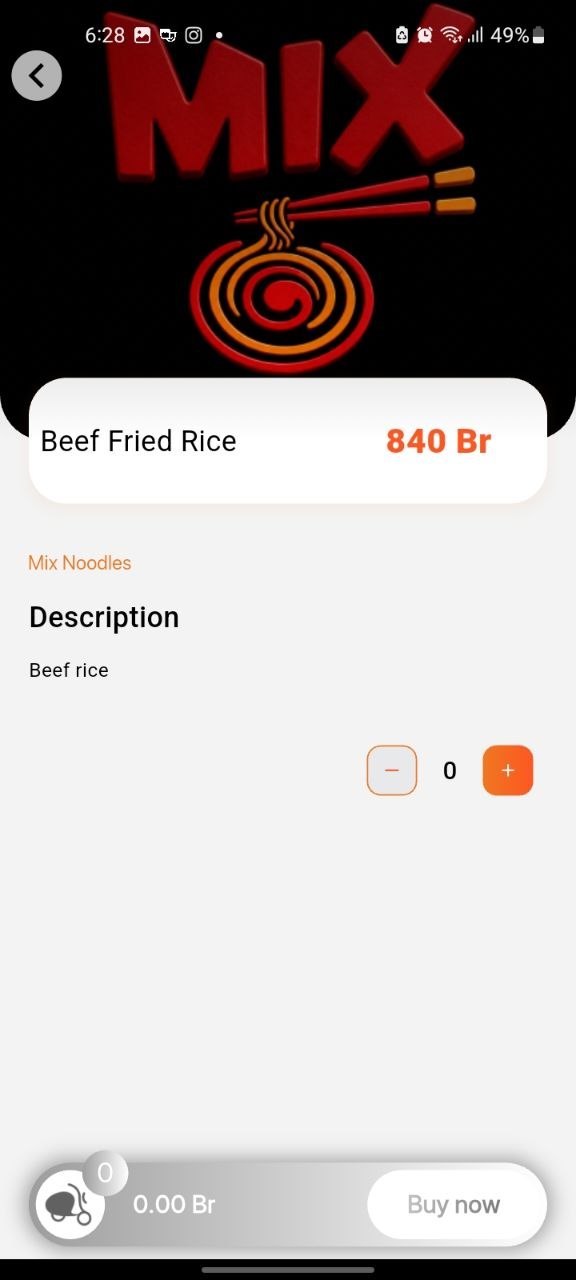 6:28
49%
MIX
Beef Fried Rice
840 Br
Mix Noodles
Description
Beef rice
0
0
0.00 Br
Buy now